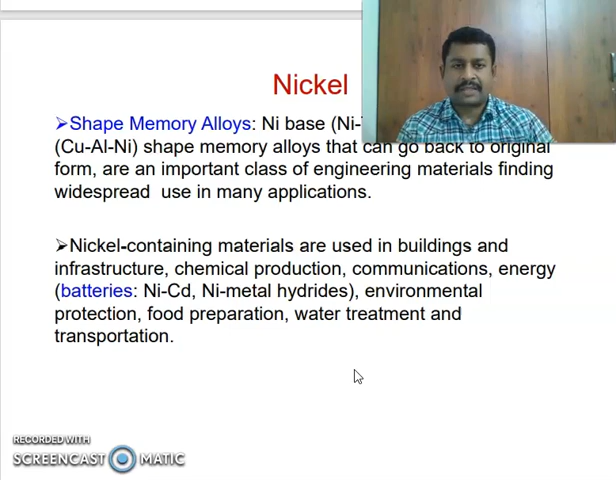 Nickel
➢Shape Memory Alloys: Ni base (Ni-
(Cu-Al-Ni) shape memory alloys that can go back to original
form, are an important class of engineering materials finding
widespread use in many applications.
➢Nickel-containing materials are used in buildings and
infrastructure, chemical production, communications, energy
(batteries: Ni-Cd, Ni-metal hydrides), environmental
protection, food preparation, water treatment and
transportation.
RECORDED WITH
SCREENCAST MATIC